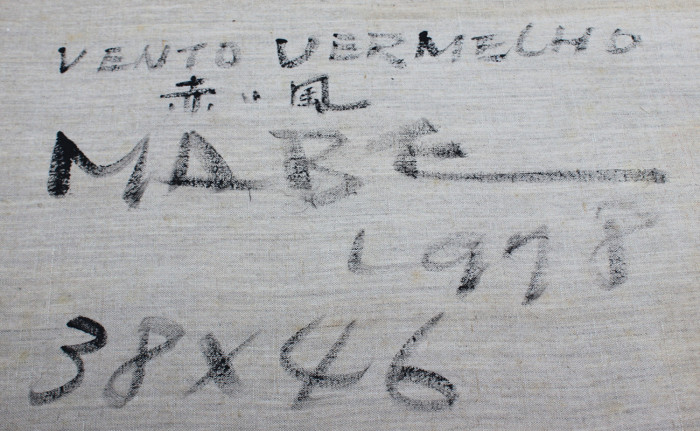 VENTO VERMELHO
赤い風
MABE
1978
38x46